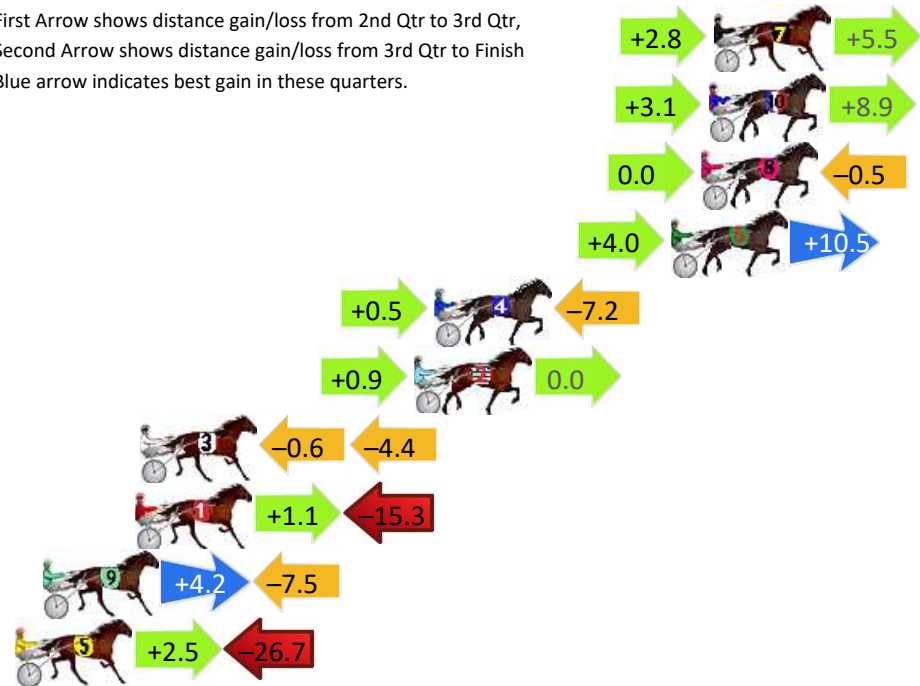 First Arrow shows distance gain/loss from 2nd Qtr to 3rd Qtr,
Second Arrow shows distance gain/loss from 3rd Qtr to Finish
Blue arrow indicates best gain in these quarters.
+2.8 7 +5.5
+3.1 10 +8.9
0.0 8 –0.5
+4.0 6 +10.5
+0.5 4 –7.2
+0.9 2 0.0
3 –0.6 –4.4
1 +1.1 –15.3
9 +4.2 –7.5
5 +2.5 –26.7